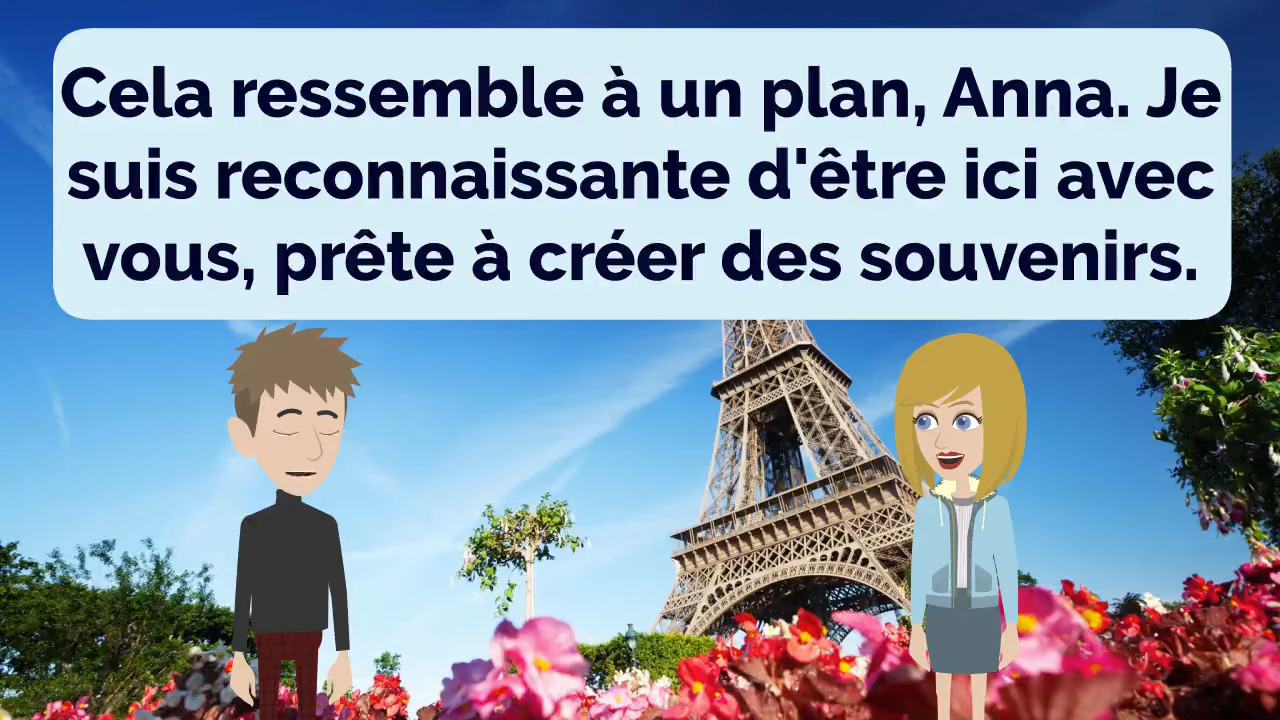 Cela ressemble à un plan, Anna. Je
suis reconnaissante d'être ici avec
vous, prête à créer des souvenirs.